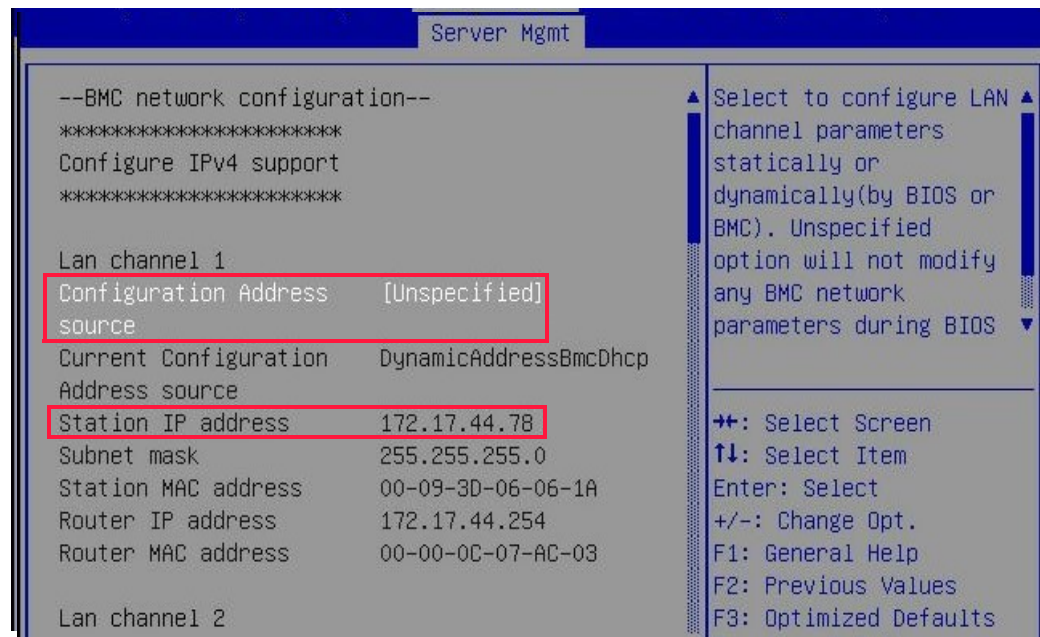 Server Mgmt
--BMC network configuration--
**********************
Configure IPv4 support
**********************
Lan channel 1
Configuration Address [Unspecified]
source
Current Configuration DynamicAddressBmcDhcp
Address source
Station IP address 172.17.44.78
Subnet mask 255.255.255.0
Station MAC address 00-09-3D-06-06-1A
Router IP address 172.17.44.254
Router MAC address 00-00-0C-07-AC-03
Lan channel 2
Select to configure LAN
channel parameters
statically or
dynamically(by BIOS or
BMC). Unspecified
option will not modify
any BMC network
parameters during BIOS
→←: Select Screen
↑↓: Select Item
Enter: Select
+/-: Change Opt.
F1: General Help
F2: Previous Values
F3: Optimized Defaults